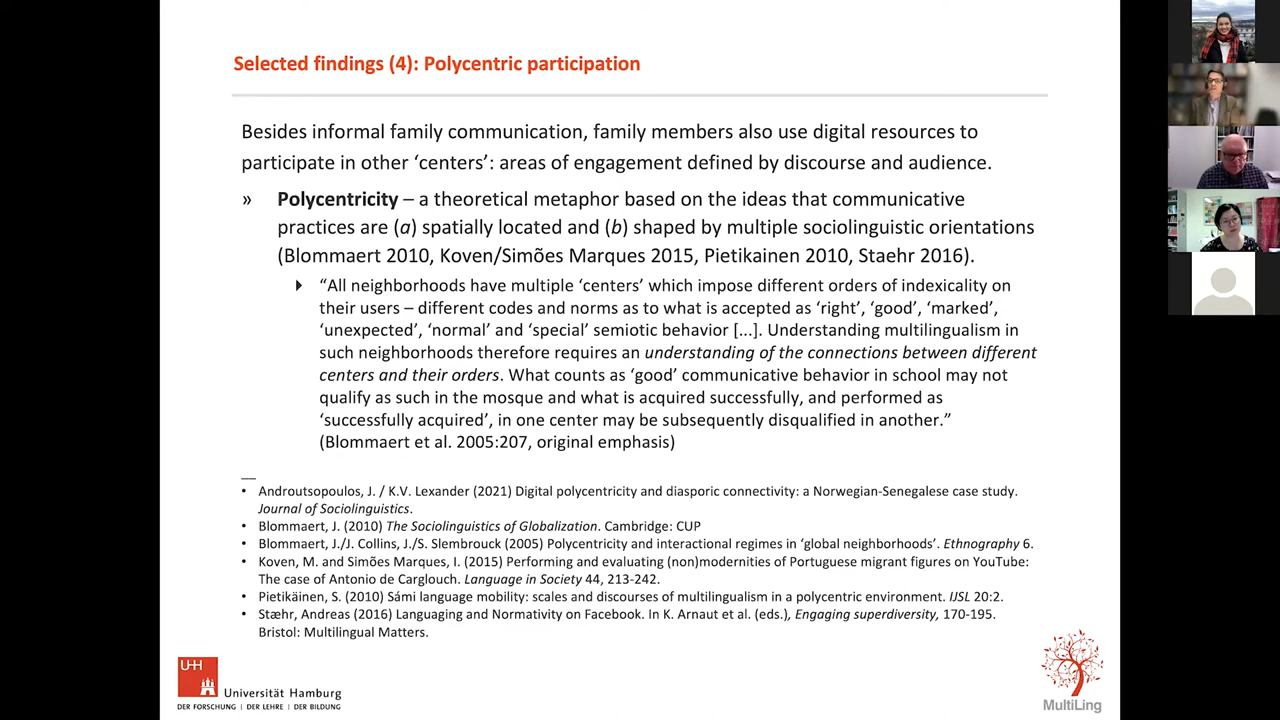 Selected findings (4): Polycentric participation
Besides informal family communication, family members also use digital resources to
participate in other ‘centers’: areas of engagement defined by discourse and audience.
» Polycentricity – a theoretical metaphor based on the ideas that communicative
practices are (a) spatially located and (b) shaped by multiple sociolinguistic orientations
(Blommaert 2010, Koven/Simões Marques 2015, Pietikainen 2010, Staehr 2016).
“All neighborhoods have multiple ‘centers’ which impose different orders of indexicality on
their users – different codes and norms as to what is accepted as ‘right’, ‘good’, ‘marked’,
‘unexpected’, ‘normal’ and ‘special’ semiotic behavior [...]. Understanding multilingualism in
such neighborhoods therefore requires an understanding of the connections between different
centers and their orders. What counts as ‘good’ communicative behavior in school may not
qualify as such in the mosque and what is acquired successfully, and performed as
‘successfully acquired’, in one center may be subsequently disqualified in another.”
(Blommaert et al. 2005:207, original emphasis)
• Androutsopoulos, J. / K.V. Lexander (2021) Digital polycentricity and diasporic connectivity: a Norwegian-Senegalese case study.
Journal of Sociolinguistics.
• Blommaert, J. (2010) The Sociolinguistics of Globalization. Cambridge: CUP
• Blommaert, J./J. Collins, J./S. Slembrouck (2005) Polycentricity and interactional regimes in ‘global neighborhoods’. Ethnography 6.
• Koven, M. and Simões Marques, I. (2015) Performing and evaluating (non)modernities of Portuguese migrant figures on YouTube:
The case of Antonio de Carglouch. Language in Society 44, 213-242.
• Pietikäinen, S. (2010) Sámi language mobility: scales and discourses of multilingualism in a polycentric environment. IJSL 20:2.
• Stæhr, Andreas (2016) Languaging and Normativity on Facebook. In K. Arnaut et al. (eds.), Engaging superdiversity, 170-195.
Bristol: Multilingual Matters.
UH
Universität Hamburg
DER FORSCHUNG | DER LEHRE | DER BILDUNG
MultiLing